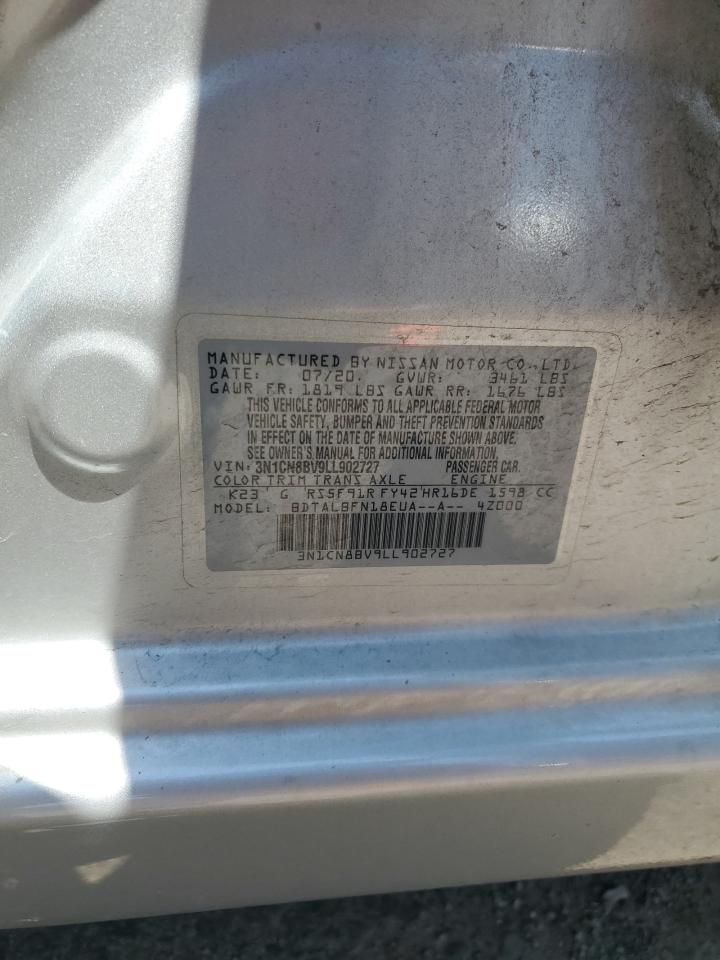 MANUFACTURED BY NISSAN MOTOR CO., LTD.
DATE: 07/20. GVWR: 3461 LBS
GAWR FR: 1819 LBS GAWR RR: 1676 LBS
THIS VEHICLE CONFORMS TO ALL APPLICABLE FEDERAL MOTOR
VEHICLE SAFETY, BUMPER AND THEFT PREVENTION STANDARDS
IN EFFECT ON THE DATE OF MANUFACTURE SHOWN ABOVE.
SEE OWNER'S MANUAL FOR ADDITIONAL INFORMATION.
VIN: 3N1CN8BV9LL902727 PASSENGER CAR.
COLOR TRIM TRANS AXLE ENGINE
K23 G RS5F91R FY42 HR16DE 1598 CC
MODEL: BDTALBFN18EUA--A-- 4Z000
3N1CN8BV9LL902727